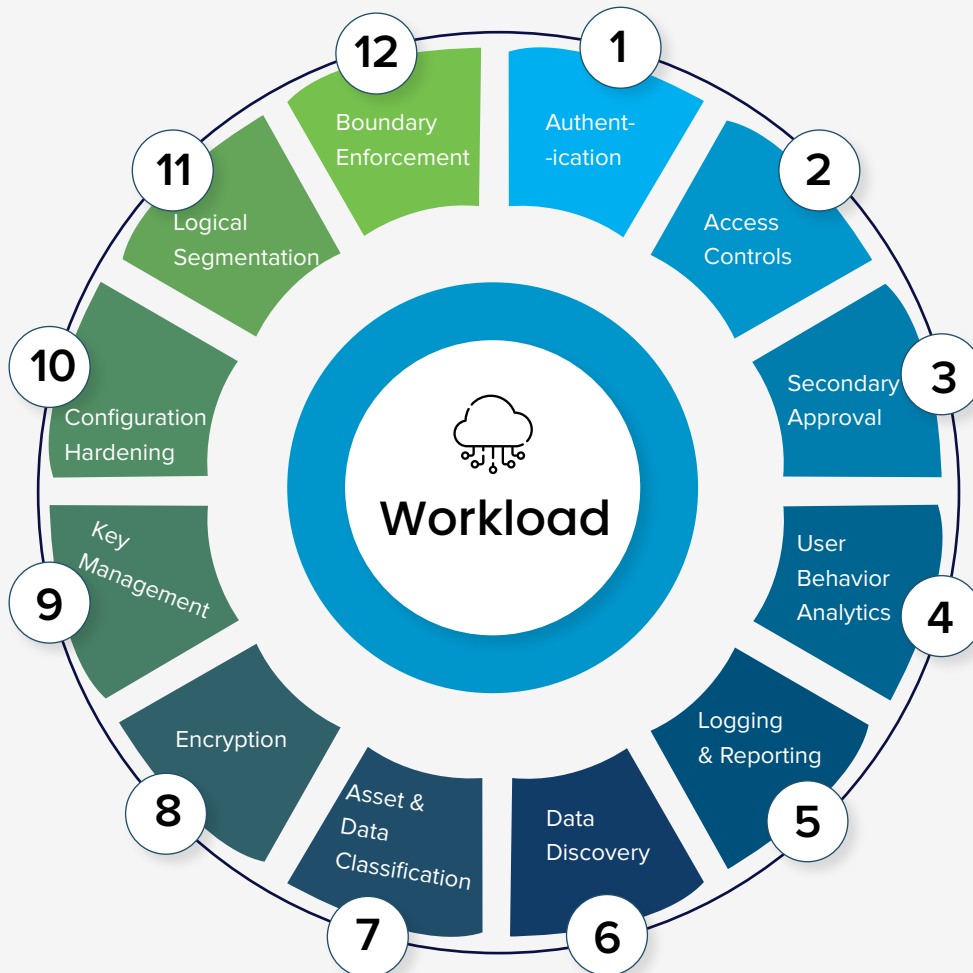 1
Authent-
-ication
2
Access
Controls
3
Secondary
Approval
4
User
Behavior
Analytics
5
Logging
& Reporting
6
Data
Discovery
7
Asset &
Data
Classification
8
Encryption
9
Key
Management
10
Configuration
Hardening
11
Logical
Segmentation
12
Boundary
Enforcement
Workload